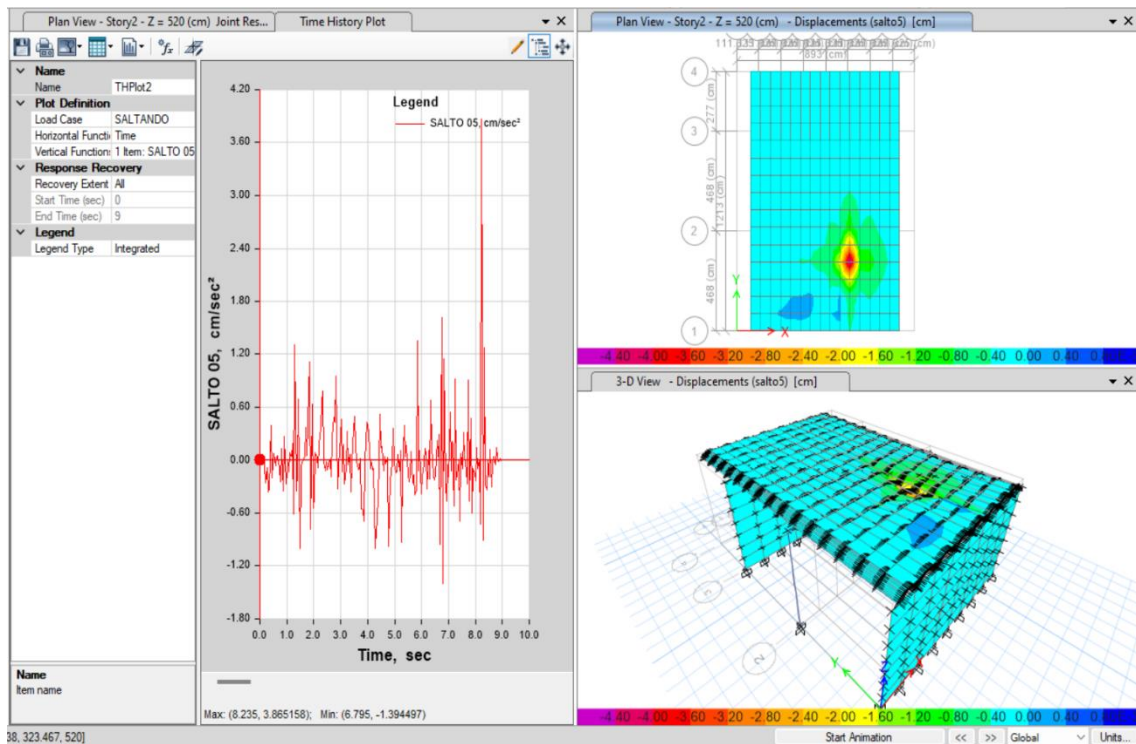 Plan View - Story2 - Z = 520 (cm) Joint Res...
Time History Plot
Name
Name THPlot2
Plot Definition
Load Case SALTANDO
Horizontal Functi Time
Vertical Function: 1 Item: SALTO 05
Response Recovery
Recovery Extent All
Start Time (sec) 0
End Time (sec) 9
Legend
Legend Type Integrated
Name
Item name
Legend
SALTO 05, cm/sec²
SALTO 05, cm/sec²
4.20
3.60
3.00
2.40
1.80
1.20
0.60
0.00
-0.60
-1.20
-1.80
0.0 1.0 2.0 3.0 4.0 5.0 6.0 7.0 8.0 9.0 10.0
Time, sec
Max: (8.235, 3.865158); Min: (6.795, -1.394497)
Plan View - Story2 - Z = 520 (cm) - Displacements (salto5) [cm]
893 (cm)
4
277 (cm)
3
468 (cm)
1213 (cm)
2
468 (cm)
1
Y
X
-4.40 -4.00 -3.60 -3.20 -2.80 -2.40 -2.00 -1.60 -1.20 -0.80 -0.40 0.00 0.40
3-D View - Displacements (salto5) [cm]
2
Y
-4.40 -4.00 -3.60 -3.20 -2.80 -2.40 -2.00 -1.60 -1.20 -0.80 -0.40 0.00 0.40
38, 323.467, 520]
Start Animation << >> Global Units...